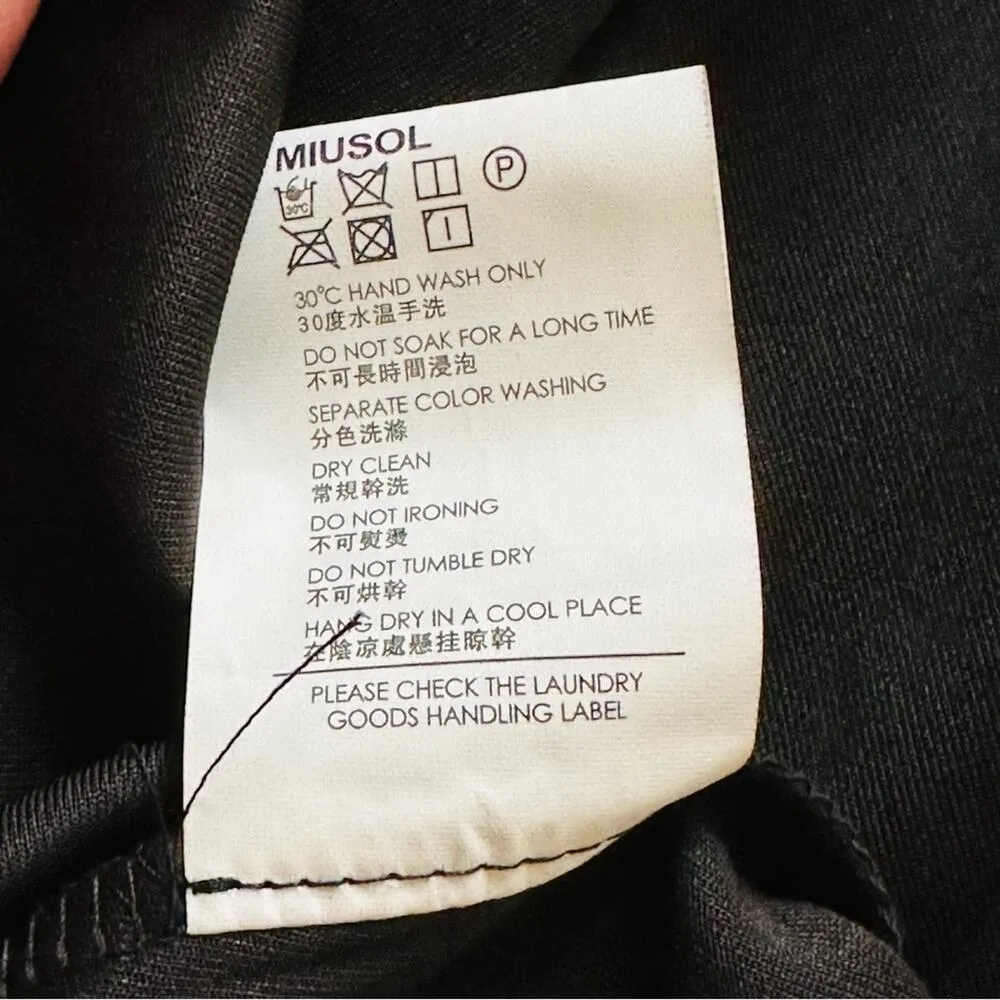 MIUSOL
30°C
P
30°C HAND WASH ONLY
30度水温手洗
DO NOT SOAK FOR A LONG TIME
不可長時間浸泡
SEPARATE COLOR WASHING
分色洗滌
DRY CLEAN
常規幹洗
DO NOT IRONING
不可熨燙
DO NOT TUMBLE DRY
不可烘幹
HANG DRY IN A COOL PLACE
在陰凉處懸挂晾幹
PLEASE CHECK THE LAUNDRY
GOODS HANDLING LABEL